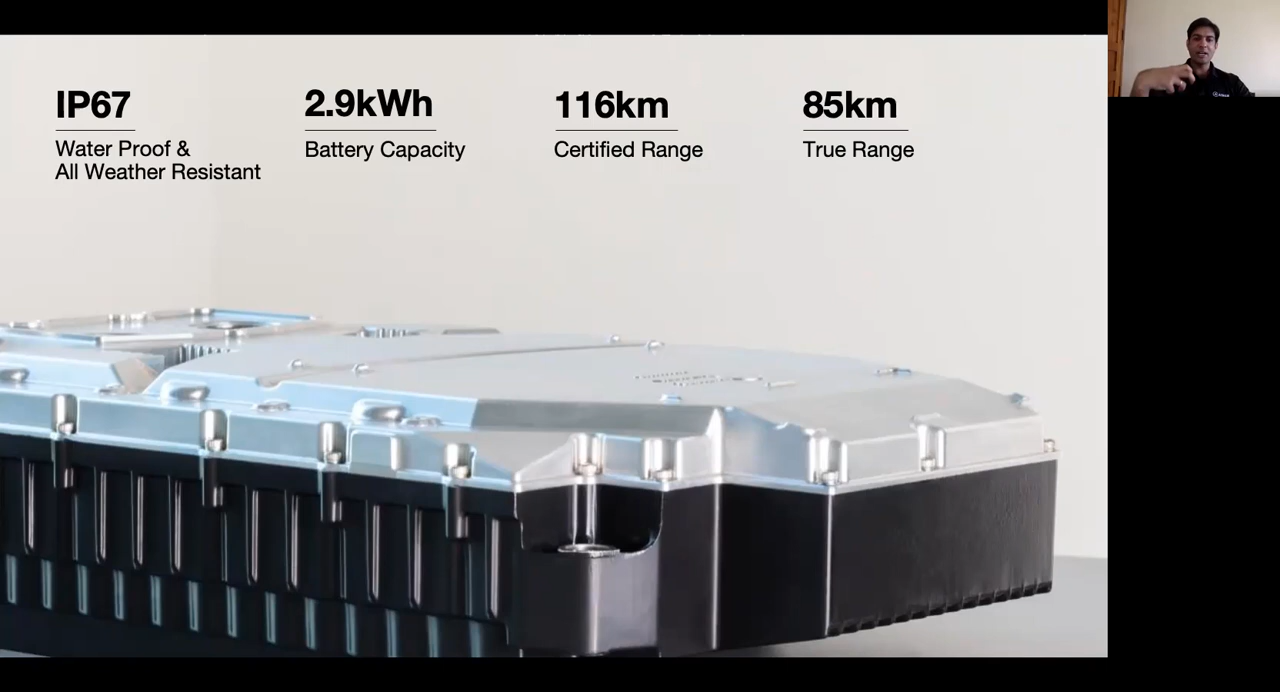 IP67
Water Proof &
All Weather Resistant
2.9kWh
Battery Capacity
116km
Certified Range
85km
True Range